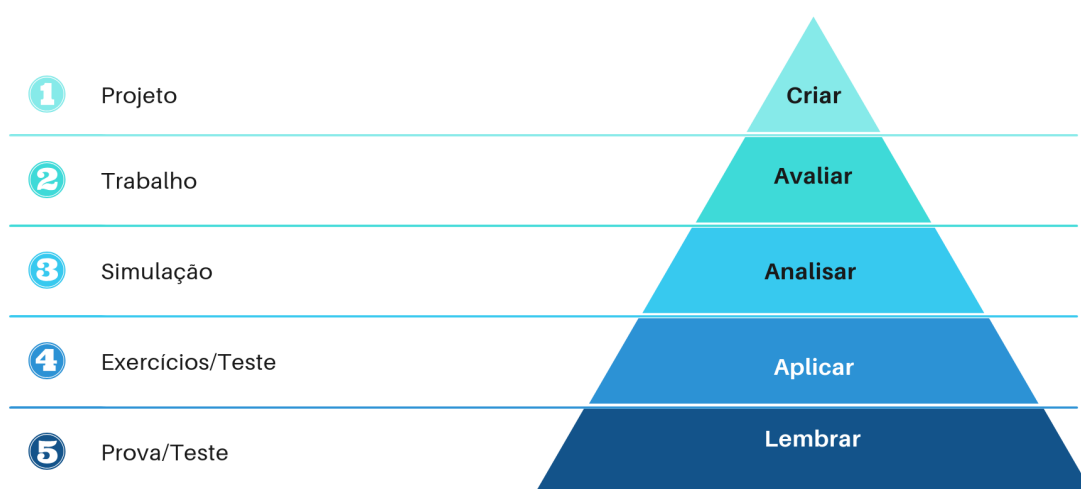 1 Projeto Criar
2 Trabalho Avaliar
3 Simulação Analisar
4 Exercícios/Teste Aplicar
5 Prova/Teste Lembrar